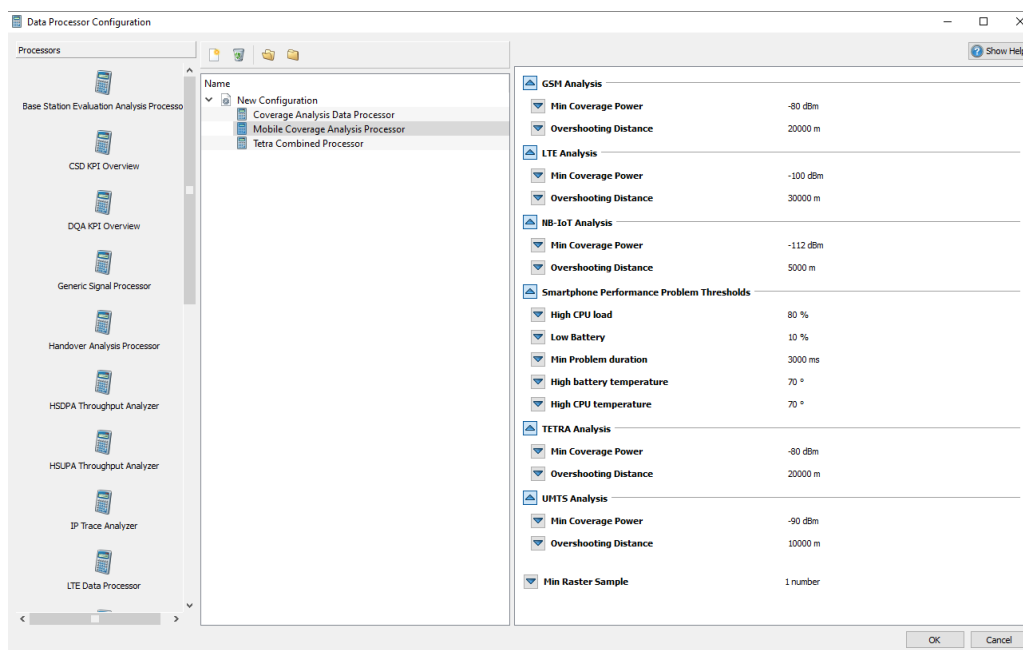 Data Processor Configuration
Processors
Base Station Evaluation Analysis Processo
CSD KPI Overview
DQA KPI Overview
Generic Signal Processor
Handover Analysis Processor
HSDPA Throughput Analyzer
HSUPA Throughput Analyzer
IP Trace Analyzer
LTE Data Processor
Name
New Configuration
Coverage Analysis Data Processor
Mobile Coverage Analysis Processor
Tetra Combined Processor
Show Help
GSM Analysis
Min Coverage Power -80 dBm
Overshooting Distance 20000 m
LTE Analysis
Min Coverage Power -100 dBm
Overshooting Distance 30000 m
NB-IoT Analysis
Min Coverage Power -112 dBm
Overshooting Distance 5000 m
Smartphone Performance Problem Thresholds
High CPU load 80 %
Low Battery 10 %
Min Problem duration 3000 ms
High battery temperature 70 °
High CPU temperature 70 °
TETRA Analysis
Min Coverage Power -80 dBm
Overshooting Distance 20000 m
UMTS Analysis
Min Coverage Power -90 dBm
Overshooting Distance 10000 m
Min Raster Sample 1 number
OK Cancel